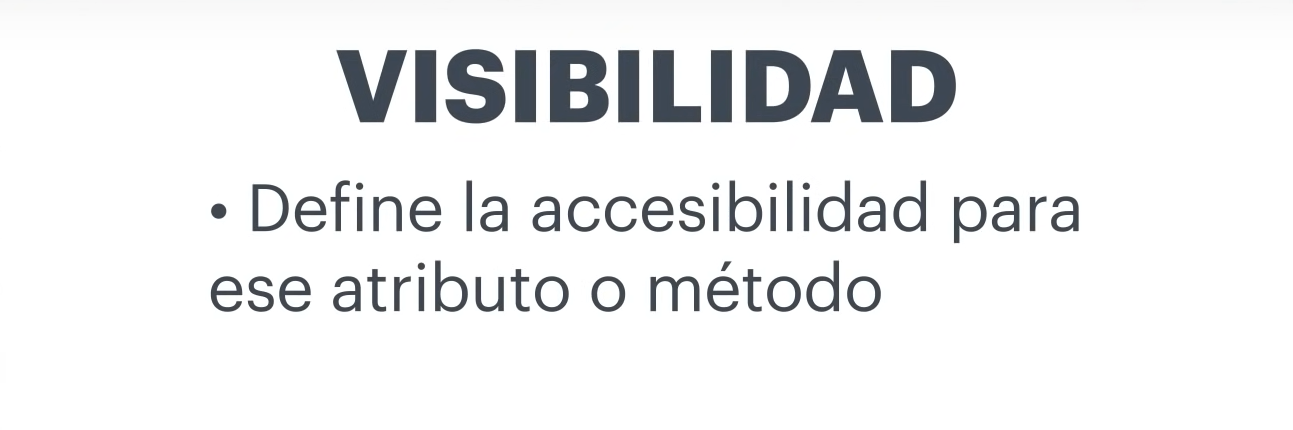 VISIBILIDAD
• Define la accesibilidad para
ese atributo o método